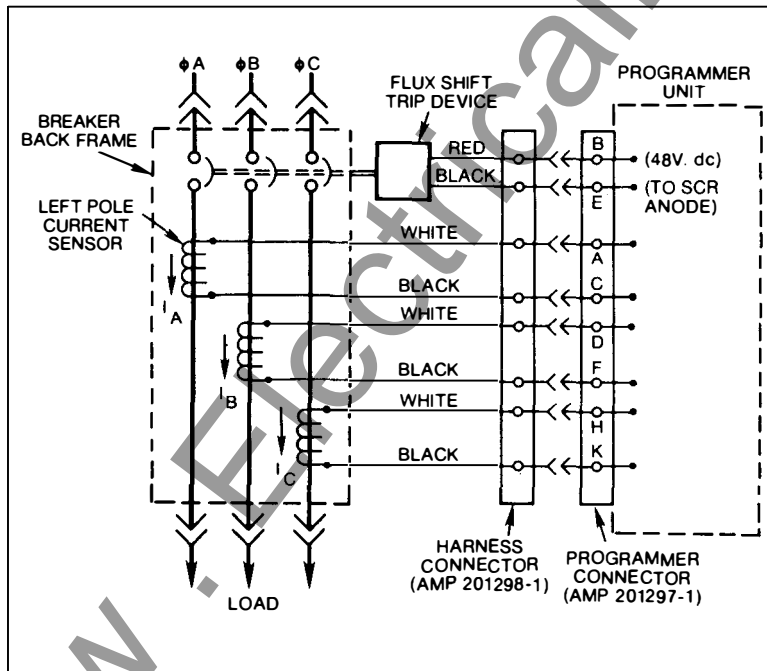 ϕA ϕB ϕC
FLUX SHIFT
TRIP DEVICE
PROGRAMMER
UNIT
BREAKER
BACK FRAME
RED
B
(48V. dc)
BLACK
E
(TO SCR
ANODE)
LEFT POLE
CURRENT
SENSOR
WHITE
A
I A
BLACK
C
WHITE
D
I B
BLACK
F
WHITE
H
I C
BLACK
K
HARNESS
CONNECTOR
(AMP 201298-1)
PROGRAMMER
CONNECTOR
(AMP 201297-1)
LOAD
w . Electrical